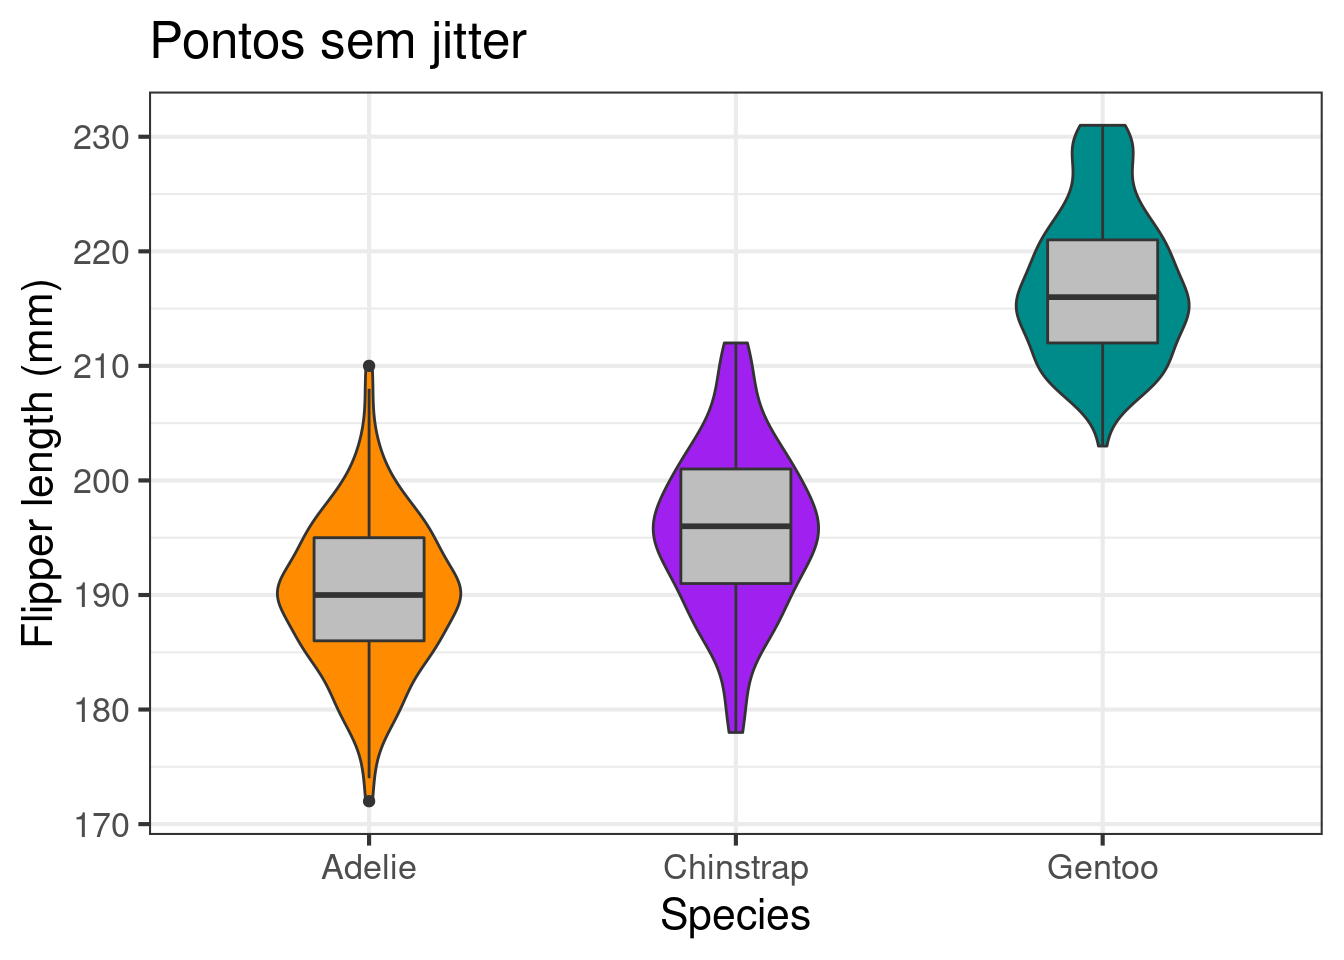 Pontos sem jitter
Flipper length (mm)
230
220
210
200
190
180
170
Adelie Chinstrap Gentoo
Species